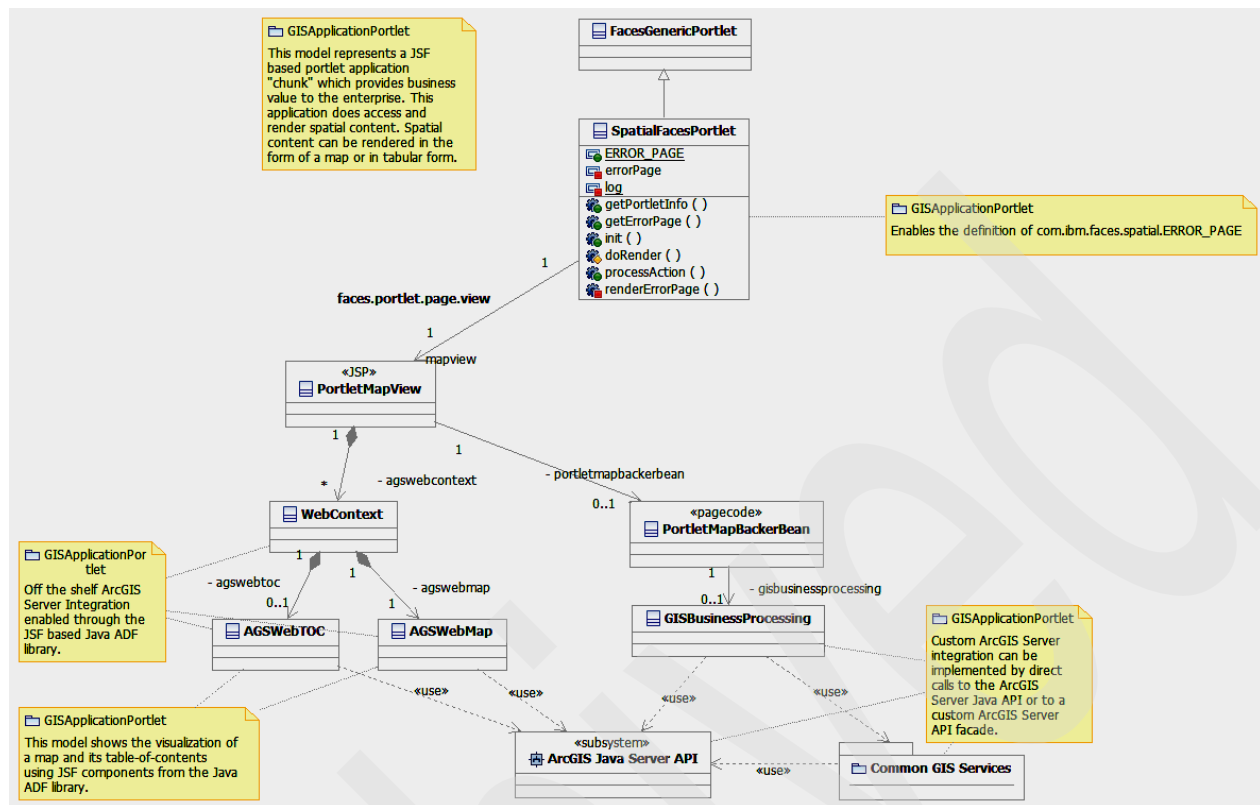 GISApplicationPortlet
This model represents a JSF
based portlet application
"chunk" which provides business
value to the enterprise. This
application does access and
render spatial content. Spatial
content can be rendered in the
form of a map or in tabular form.
FacesGenericPortlet
SpatialFacesPortlet
ERROR_PAGE
errorPage
log
getPortletInfo ( )
getErrorPage ( )
init ( )
doRender ( )
processAction ( )
renderErrorPage ( )
GISApplicationPortlet
Enables the definition of com.ibm.faces.spatial.ERROR_PAGE
1
faces.portlet.page.view
1
mapview
«JSP»
PortletMapView
1
1
- agswebcontext
*
- portletmapbackerbean
0..1
WebContext
«pagecode»
PortletMapBackerBean
GISApplicationPor
tlet
Off the shelf ArcGIS
Server Integration
enabled through the
JSF based Java ADF
library.
1
- agswebtoc
0..1
1
- agswebmap
1
1
- gisbusinessprocessing
0..1
AGSWebTOC
AGSWebMap
GISBusinessProcessing
GISApplicationPortlet
Custom ArcGIS Server
integration can be
implemented by direct
calls to the ArcGIS
Server Java API or to a
custom ArcGIS Server
API facade.
«use»
«use»
«use»
«use»
GISApplicationPortlet
This model shows the visualization of
a map and its table-of-contents
using JSF components from the Java
ADF library.
«subsystem»
ArcGIS Java Server API
«use»
Common GIS Services